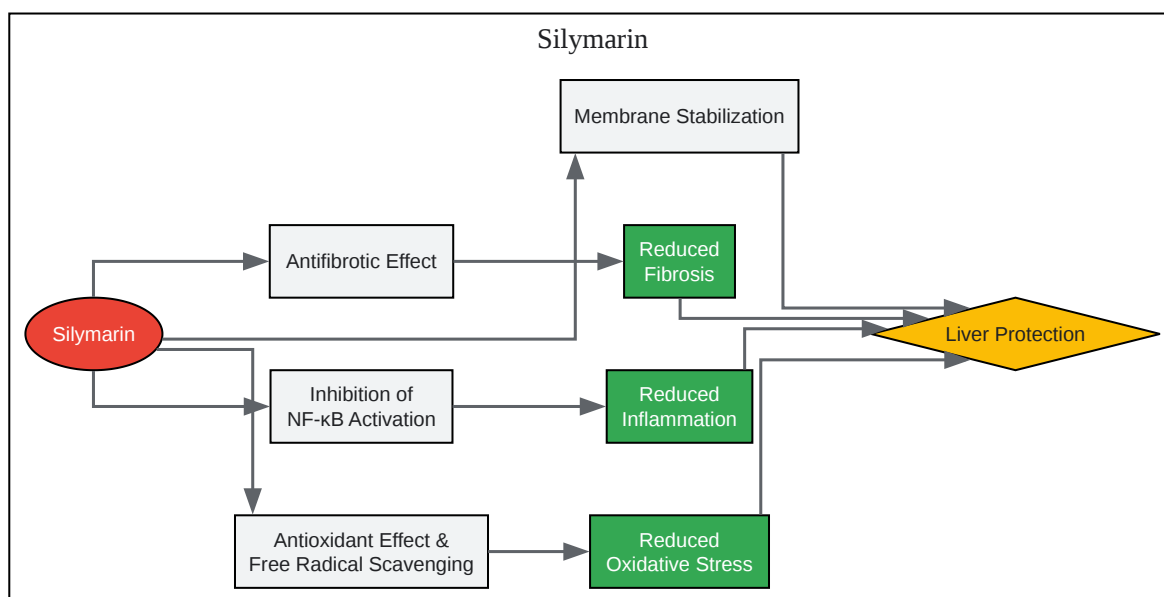 Silymarin
Membrane Stabilization
Antifibrotic Effect
Reduced
Fibrosis
Silymarin
Liver Protection
Inhibition of
NF-κB Activation
Reduced
Inflammation
Antioxidant Effect &
Free Radical Scavenging
Reduced
Oxidative Stress